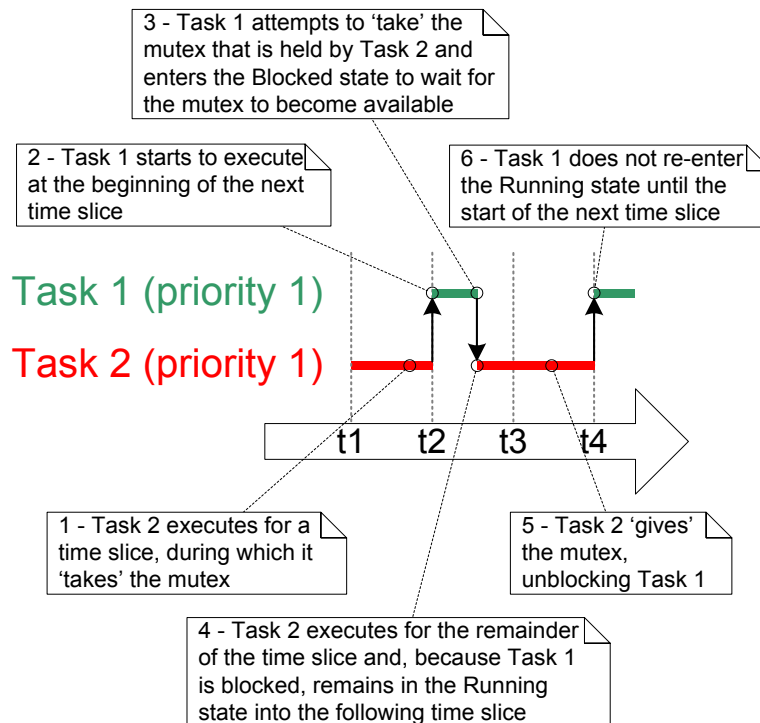 3 - Task 1 attempts to ‘take’ the
mutex that is held by Task 2 and
enters the Blocked state to wait for
the mutex to become available
2 - Task 1 starts to execute
at the beginning of the next
time slice
6 - Task 1 does not re-enter
the Running state until the
start of the next time slice
Task 1 (priority 1)
Task 2 (priority 1)
t1 t2 t3 t4
1 - Task 2 executes for a
time slice, during which it
‘takes’ the mutex
5 - Task 2 ‘gives’
the mutex,
unblocking Task 1
4 - Task 2 executes for the remainder
of the time slice and, because Task 1
is blocked, remains in the Running
state into the following time slice